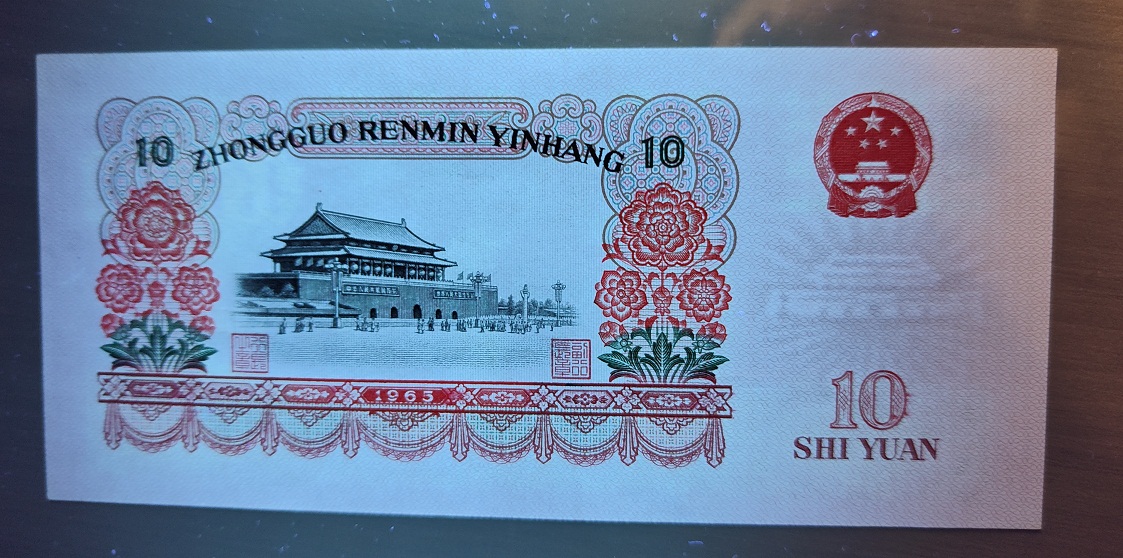 10 ZHONGGUO RENMIN YINHANG 10
1965
10
SHI YUAN